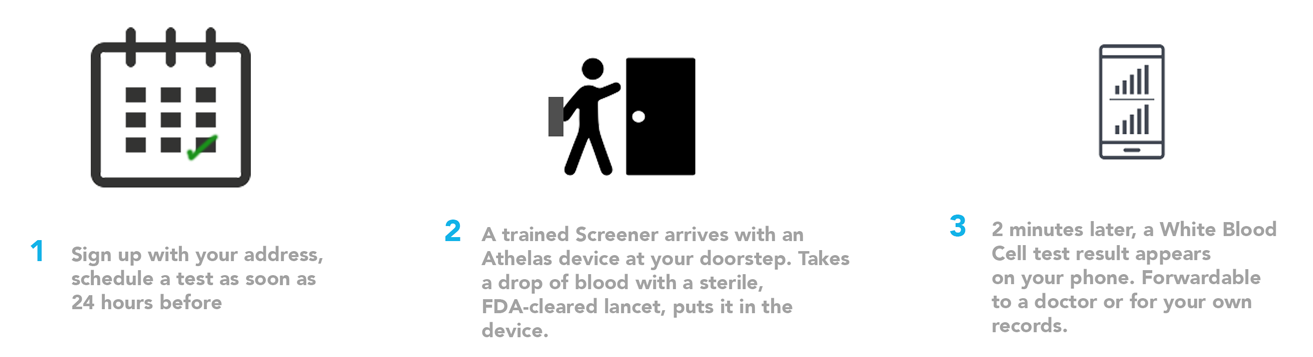 1
Sign up with your address,
schedule a test as soon as
24 hours before
2
A trained Screener arrives with an
Athelas device at your doorstep. Takes
a drop of blood with a sterile,
FDA-cleared lancet, puts it in the
device.
3
2 minutes later, a White Blood
Cell test result appears
on your phone. Forwardable
to a doctor or for your own
records.